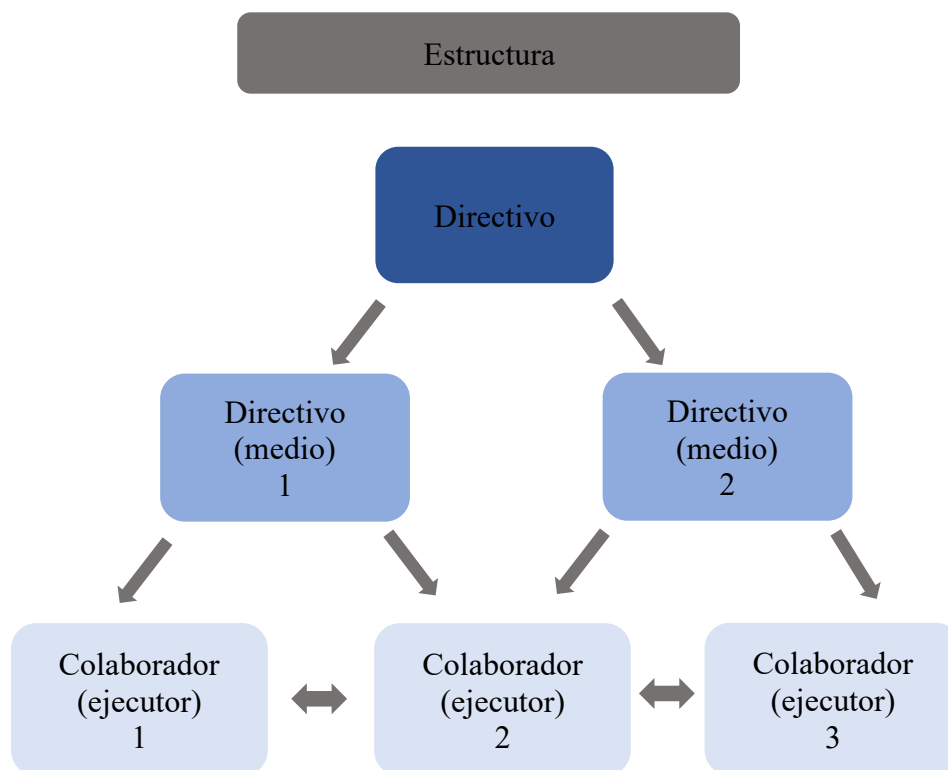 Estructura
Directivo
Directivo
(medio)
1
Directivo
(medio)
2
Colaborador
(ejecutor)
1
Colaborador
(ejecutor)
2
Colaborador
(ejecutor)
3